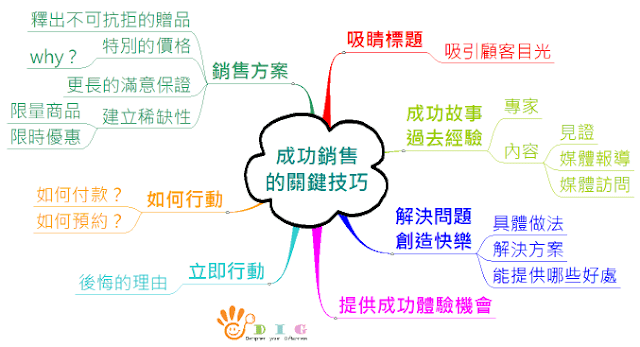 成功銷售
的關鍵技巧
吸睛標題
吸引顧客目光
成功故事
過去經驗
專家
內容
見證
媒體報導
媒體訪問
解決問題
創造快樂
具體做法
解決方案
能提供哪些好處
提供成功體驗機會
立即行動
後悔的理由
如何行動
如何付款？
如何預約？
銷售方案
釋出不可抗拒的贈品
特別的價格
why？
更長的滿意保證
建立稀缺性
限量商品
限時優惠
DIG